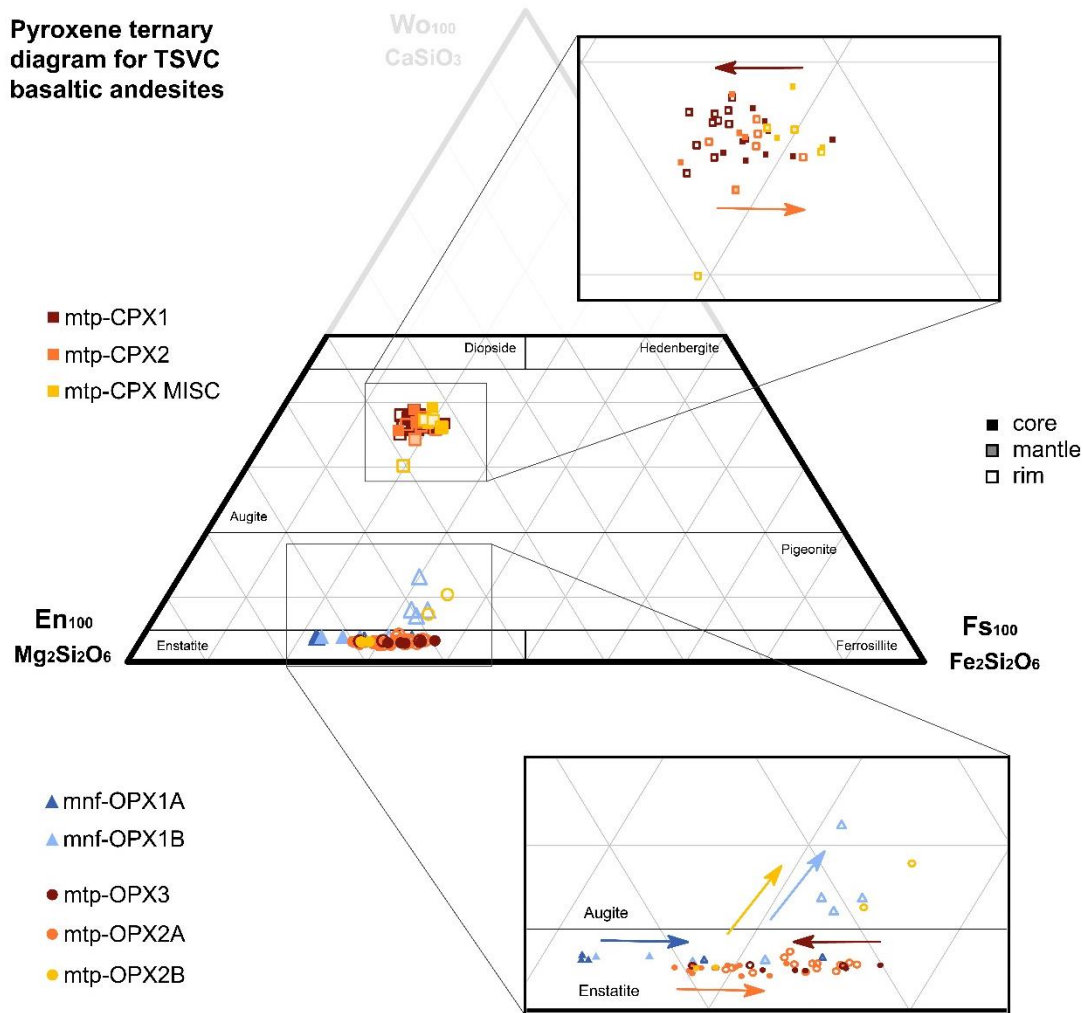 Pyroxene ternary
diagram for TSVC
basaltic andesites
Wo₁₀₀
CaSiO₃
mtp-CPX1
mtp-CPX2
mtp-CPX MISC
Diopside
Hedenbergite
core
mantle
rim
Augite
Pigeonite
En₁₀₀
Mg₂Si₂O₆
Enstatite
Ferrosillite
Fs₁₀₀
Fe₂Si₂O₆
mnf-OPX1A
mnf-OPX1B
mtp-OPX3
mtp-OPX2A
mtp-OPX2B
Augite
Enstatite